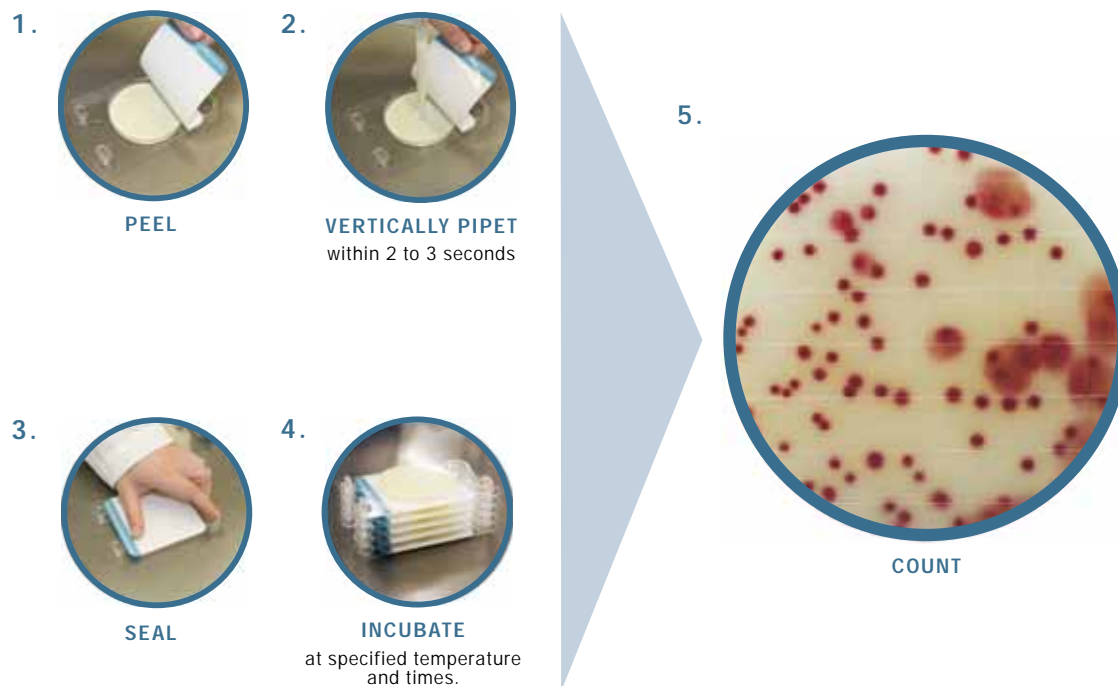 1.
PEEL
2.
VERTICALLY PIPET
within 2 to 3 seconds
3.
SEAL
4.
INCUBATE
at specified temperature
and times.
5.
COUNT